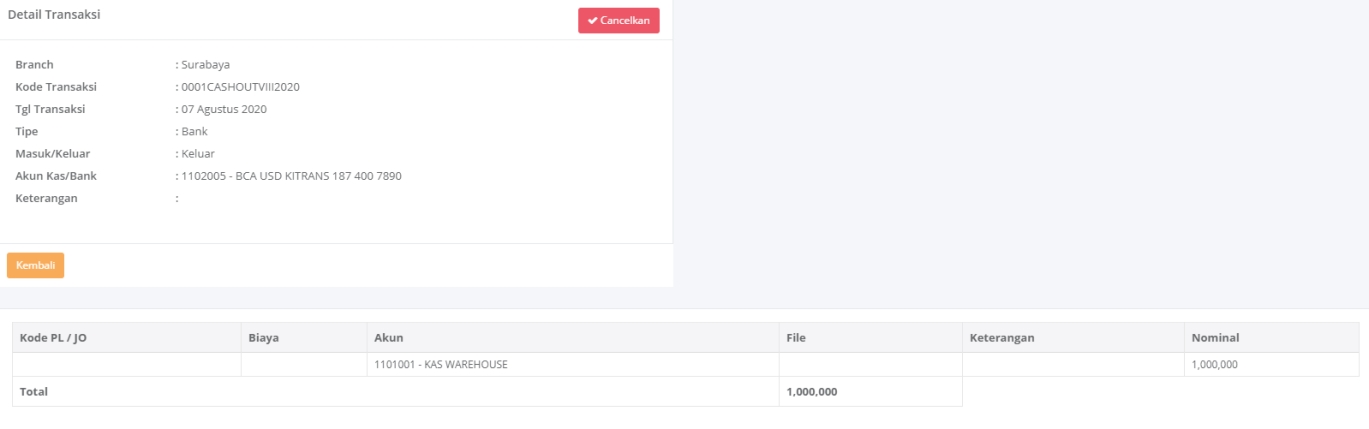 Detail Transaksi
Cancelkan
Branch : Surabaya
Kode Transaksi : 0001CASHOUTVIII2020
Tgl Transaksi : 07 Agustus 2020
Tipe : Bank
Masuk/Keluar : Keluar
Akun Kas/Bank : 1102005 - BCA USD KITRANS 187 400 7890
Keterangan :
Kembali
Kode PL / JO Biaya Akun File Keterangan Nominal
1101001 - KAS WAREHOUSE 1,000,000
Total 1,000,000